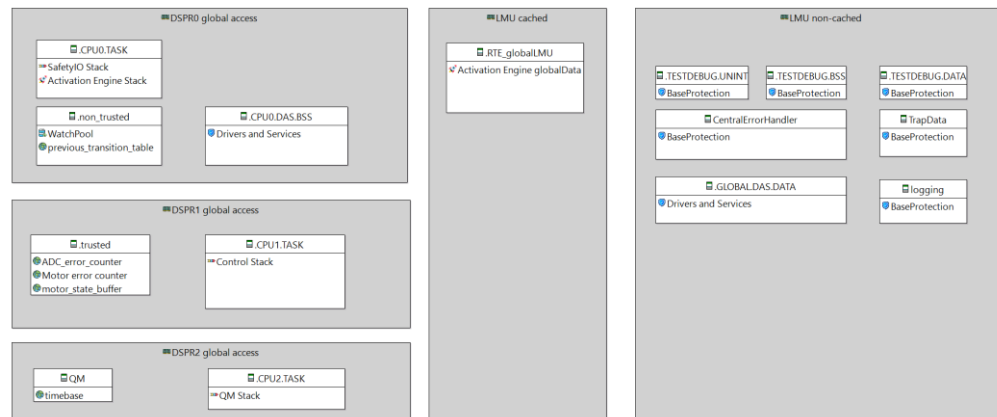 DSPR0 global access
.CPU0.TASK
SafetyIO Stack
Activation Engine Stack
.non_trusted
WatchPool
previous_transition_table
.CPU0.DAS.BSS
Drivers and Services
DSPR1 global access
.trusted
ADC_error_counter
Motor error counter
motor_state_buffer
.CPU1.TASK
Control Stack
DSPR2 global access
QM
timebase
.CPU2.TASK
QM Stack
LMU cached
.RTE_globalLMU
Activation Engine globalData
LMU non-cached
.TESTDEBUG.UNINT
BaseProtection
.TESTDEBUG.BSS
BaseProtection
.TESTDEBUG.DATA
BaseProtection
CentralErrorHandler
BaseProtection
TrapData
BaseProtection
.GLOBAL.DAS.DATA
Drivers and Services
logging
BaseProtection